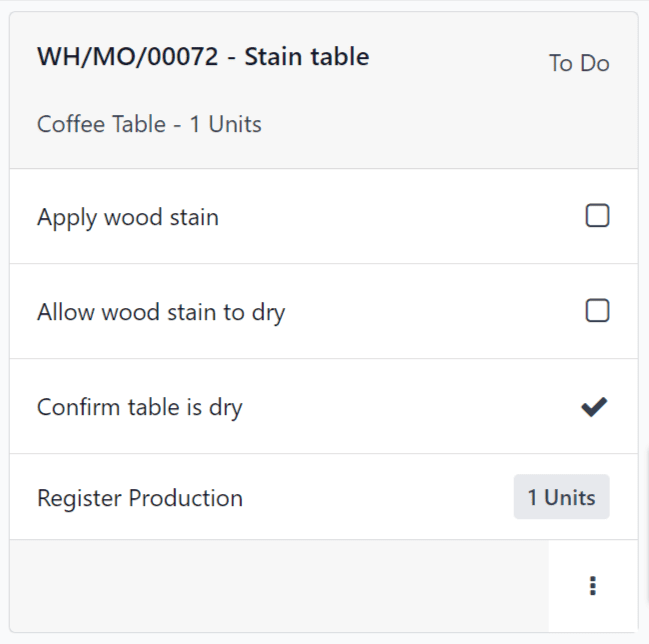 WH/MO/00072 - Stain table
To Do
Coffee Table - 1 Units
Apply wood stain
Allow wood stain to dry
Confirm table is dry
Register Production
1 Units